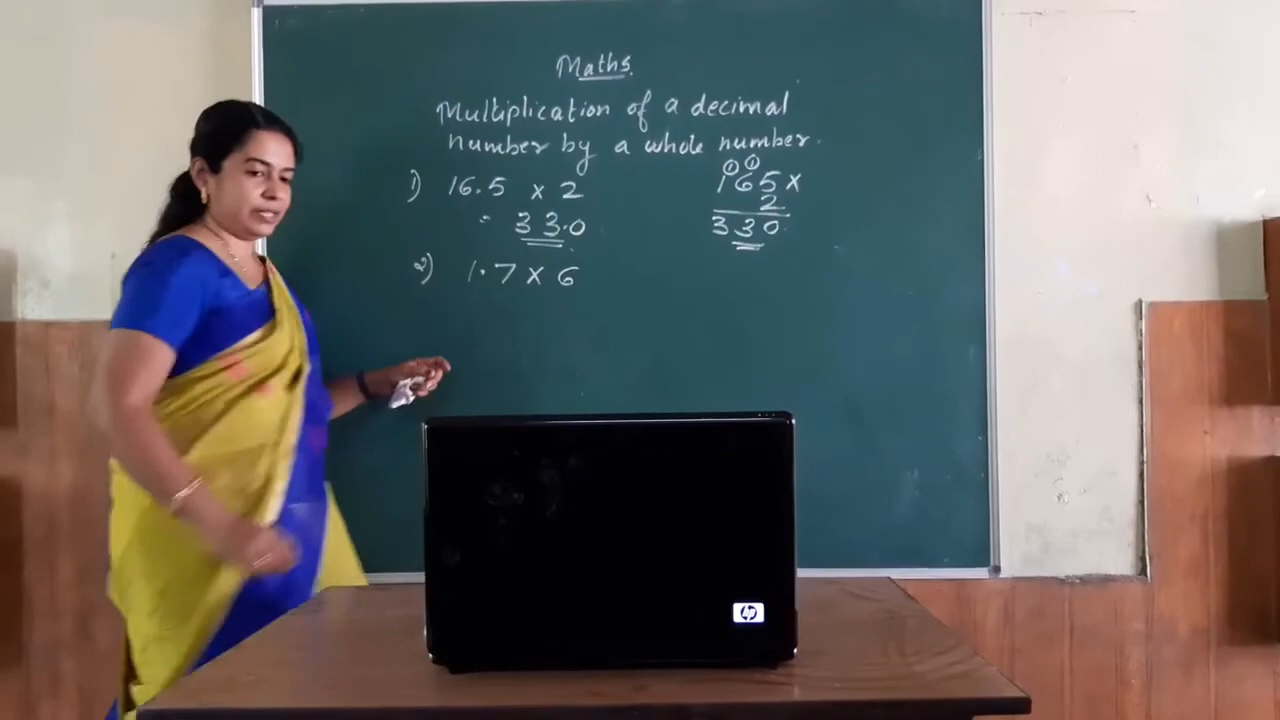 Maths.
Multiplication of a decimal
number by a whole number.
1) 16.5 x 2
= 33.0
2) 1.7 x 6
1 1
165 x
2
330
hp